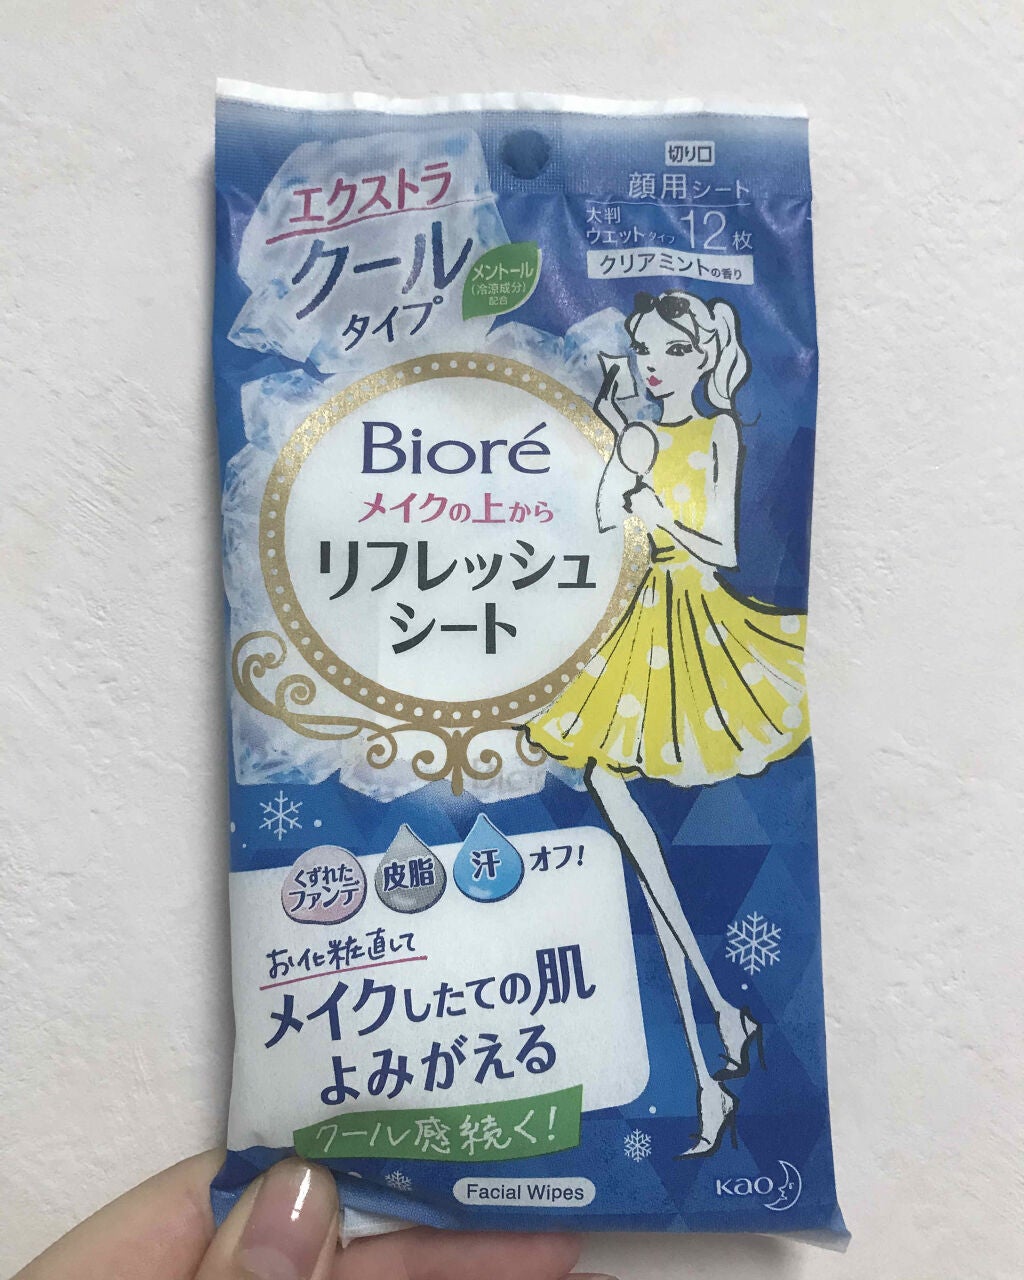 切り口
顔用シート
大判
ウエットタイプ 12枚
クリアミントの香り
エクストラ
クール
タイプ
メントール
(冷涼成分)
配合
Bioré
メイクの上から
リフレッシュ
シート
くずれた
ファンデ
皮脂
汗
オフ!
お化粧直して
メイクしたての肌
よみがえる
クール感続く!
Facial Wipes
Kao